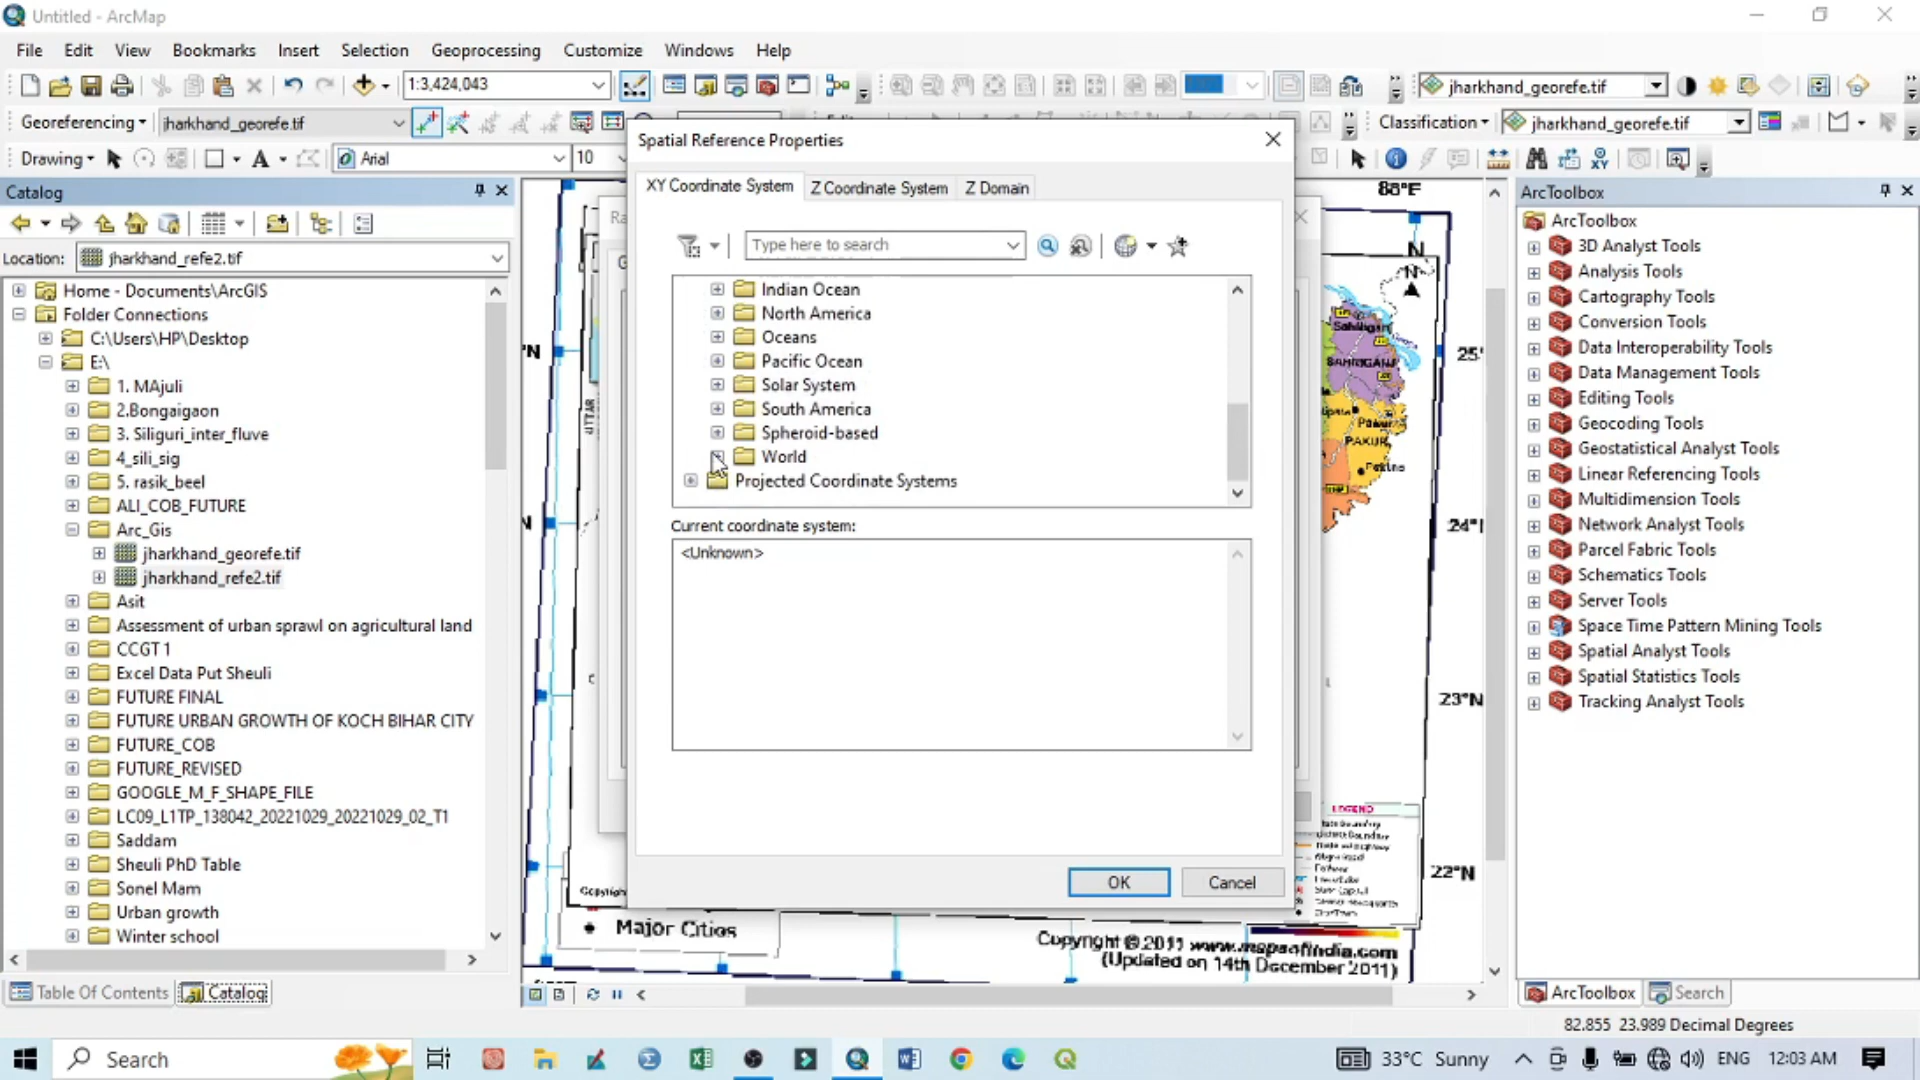 Untitled - ArcMap
File Edit View Bookmarks Insert Selection Geoprocessing Customize Windows Help
1:3,424,043
jharkhand_georefe.tif
Georefencing jharkhand_georefe.tif
Classification jharkhand_georefe.tif
Drawing Arial 10
Catalog
Location: jharkhand_refe2.tif
Home - Documents\ArcGIS
Folder Connections
C:\Users\HP\Desktop
E:\
1. MAjuli
2.Bongaigaon
3. Siliguri_inter_fluve
4_sili_sig
5. rasik_beel
ALI_COB_FUTURE
Arc_Gis
jharkhand_georefe.tif
jharkhand_refe2.tif
Asit
Assessment of urban sprawl on agricultural land
CCGT 1
Excel Data Put Sheuli
FUTURE FINAL
FUTURE URBAN GROWTH OF KOCH BIHAR CITY
FUTURE_COB
FUTURE_REVISED
GOOGLE_M_F_SHAPE_FILE
LC09_L1TP_138042_20221029_20221029_02_T1
Saddam
Sheuli PhD Table
Sonel Mam
Urban growth
Winter school
Table Of Contents Catalog
Spatial Reference Properties
XY Coordinate System Z Coordinate System Z Domain
Type here to search
Indian Ocean
North America
Oceans
Pacific Ocean
Solar System
South America
Spheroid-based
World
Projected Coordinate Systems
Current coordinate system:
<Unknown>
OK Cancel
88°E
N
N
Sahibganj
SAHIBGANJ
PAKUR
Pakur
25°
24°
23°N
22°N
LEGEND
Major Cities
Copyright © 2011 www.mapsofindia.com
(Updated on 14th December 2011)
ArcToolbox
ArcToolbox
3D Analyst Tools
Analysis Tools
Cartography Tools
Conversion Tools
Data Interoperability Tools
Data Management Tools
Editing Tools
Geocoding Tools
Geostatistical Analyst Tools
Linear Referencing Tools
Multidimension Tools
Network Analyst Tools
Parcel Fabric Tools
Schematics Tools
Server Tools
Space Time Pattern Mining Tools
Spatial Analyst Tools
Spatial Statistics Tools
Tracking Analyst Tools
ArcToolbox Search
82.855 23.989 Decimal Degrees
Search
33°C Sunny ENG 12:03 AM